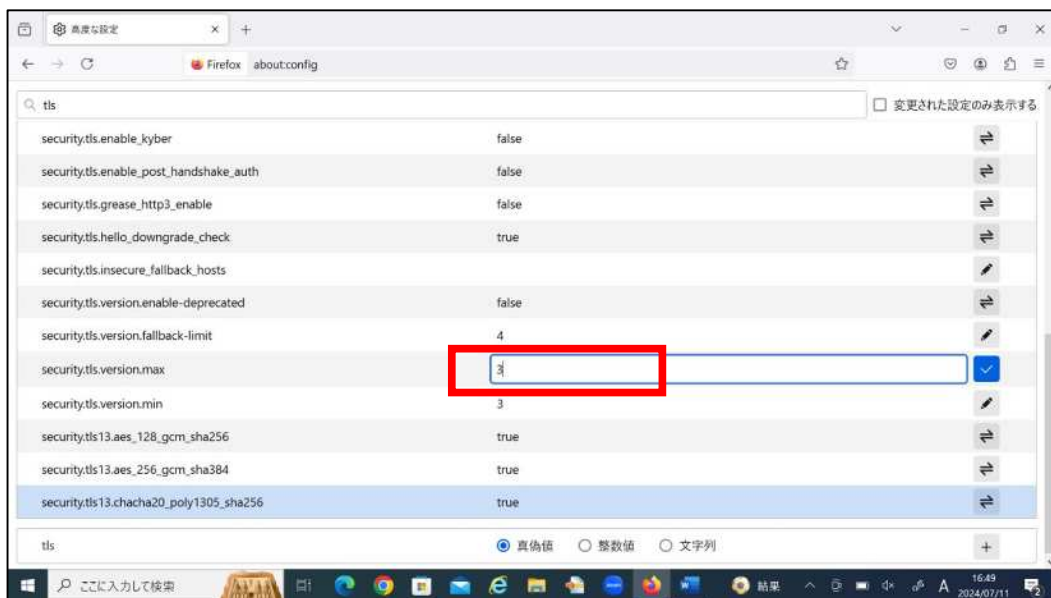 高度な設定
Firefox about:config
tls
変更された設定のみ表示する
security.tls.enable_kyber false
security.tls.enable_post_handshake_auth false
security.tls.grease_http3_enable false
security.tls.hello_downgrade_check true
security.tls.insecure_fallback_hosts
security.tls.version.enable-deprecated false
security.tls.version.fallback-limit 4
security.tls.version.max 3
security.tls.version.min 3
security.tls13.aes_128_gcm_sha256 true
security.tls13.aes_256_gcm_sha384 true
security.tls13.chacha20_poly1305_sha256 true
tls 真偽値 整数値 文字列
ここに入力して検索 結果 A 16:49
2024/07/11